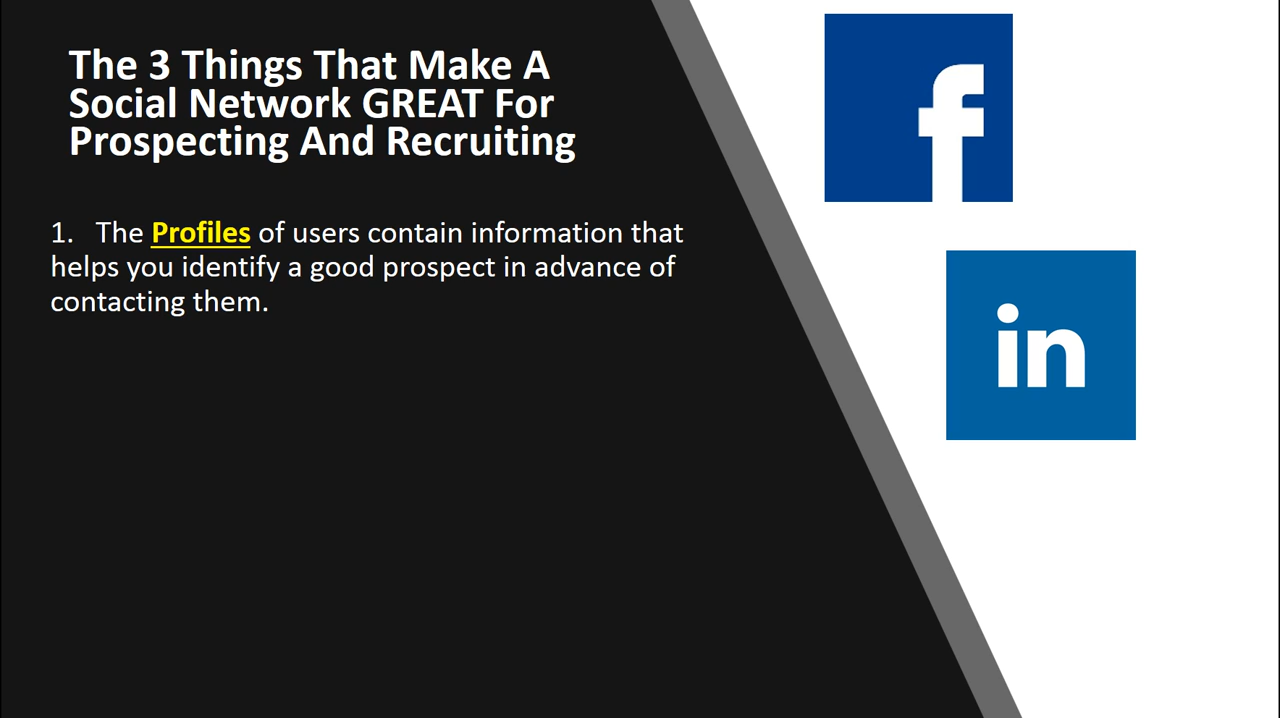 The 3 Things That Make A
Social Network GREAT For
Prospecting And Recruiting
1. The Profiles of users contain information that
helps you identify a good prospect in advance of
contacting them.
f
in